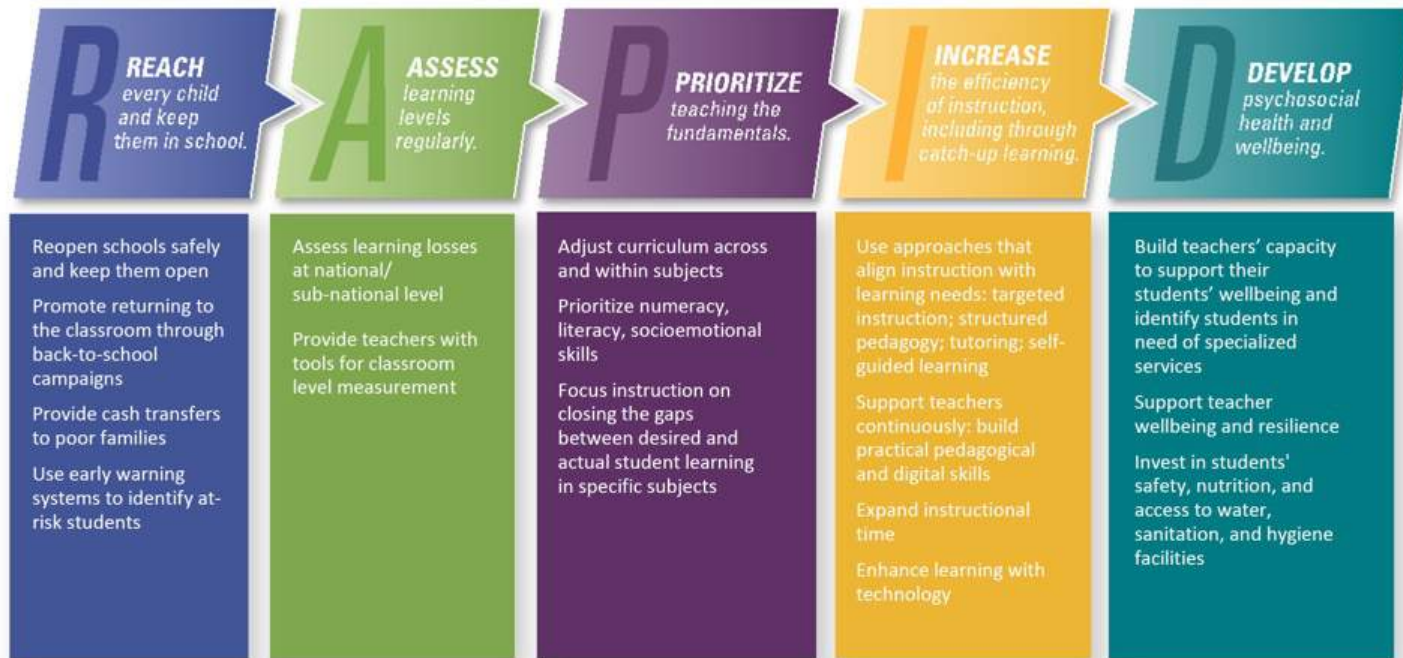 R
REACH
every child
and keep
them in school.
A
ASSESS
learning
levels
regularly.
P
PRIORITIZE
teaching the
fundamentals.
I
INCREASE
the efficiency
of instruction,
including through
catch-up learning.
D
DEVELOP
psychosocial
health and
wellbeing.
Reopen schools safely
and keep them open
Promote returning to
the classroom through
back-to-school
campaigns
Provide cash transfers
to poor families
Use early warning
systems to identify at-
risk students
Assess learning losses
at national/
sub-national level
Provide teachers with
tools for classroom
level measurement
Adjust curriculum across
and within subjects
Prioritize numeracy,
literacy, socioemotional
skills
Focus instruction on
closing the gaps
between desired and
actual student learning
in specific subjects
Use approaches that
align instruction with
learning needs: targeted
instruction; structured
pedagogy; tutoring; self-
guided learning
Support teachers
continuously: build
practical pedagogical
and digital skills
Expand instructional
time
Enhance learning with
technology
Build teachers’ capacity
to support their
students’ wellbeing and
identify students in
need of specialized
services
Support teacher
wellbeing and resilience
Invest in students'
safety, nutrition, and
access to water,
sanitation, and hygiene
facilities